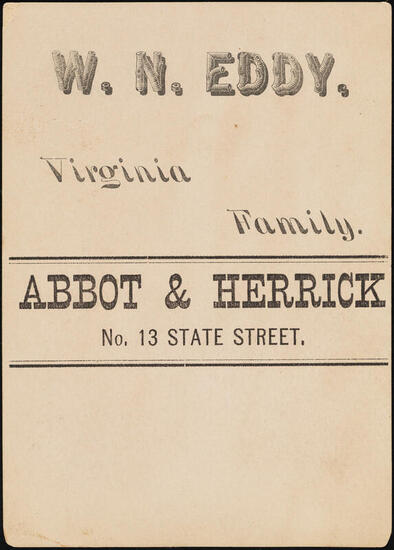 W. N. EDDY.
Virginia
Family.
ABBOT & HERRICK
No. 13 STATE STREET.